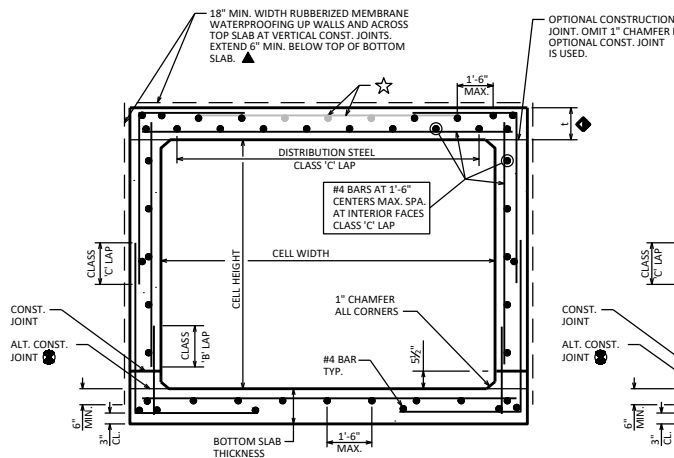 18" MIN. WIDTH RUBBERIZED MEMBRANE
WATERPROOFING UP WALLS AND ACROSS
TOP SLAB AT VERTICAL CONST. JOINTS.
EXTEND 6" MIN. BELOW TOP OF BOTTOM
SLAB.
OPTIONAL CONSTRUCTION
JOINT. OMIT 1" CHAMFER
OPTIONAL CONST. JOINT
IS USED.
1'-6"
MAX.
t
DISTRIBUTION STEEL
CLASS 'C' LAP
#4 BARS AT 1'-6"
CENTERS MAX. SPA.
AT INTERIOR FACES
CLASS 'C' LAP
CLASS
'C' LAP
CELL HEIGHT
CELL WIDTH
CLASS
'C' LAP
CONST.
JOINT
ALT. CONST.
JOINT
CLASS
'B' LAP
1" CHAMFER
ALL CORNERS
5½"
#4 BAR
TYP.
CONST.
JOINT
ALT. CONST.
JOINT
6"
MIN.
3"
CL.
BOTTOM SLAB
THICKNESS
1'-6"
MAX.
6"
MIN.
3"
CL.